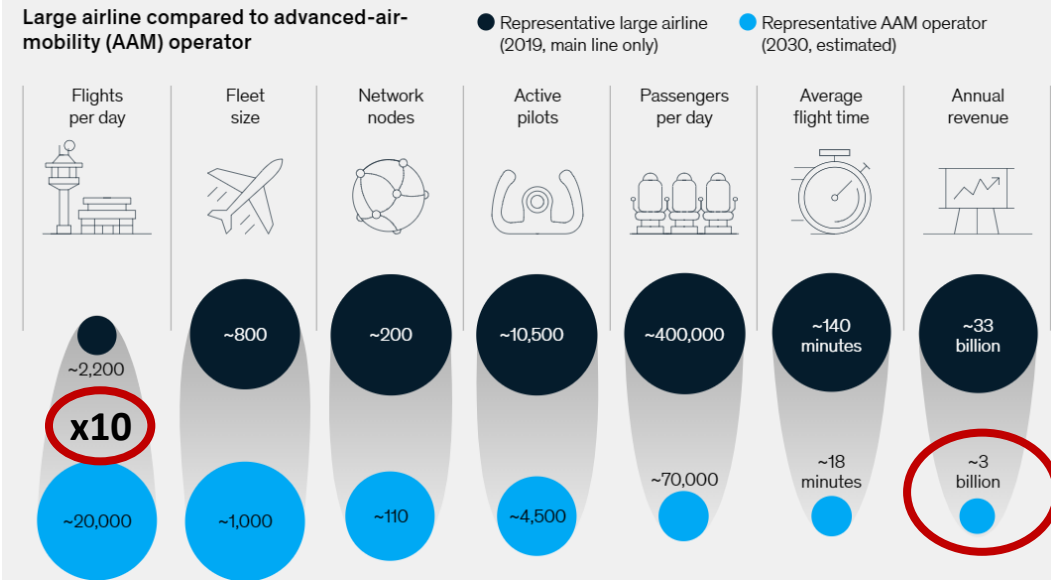 Large airline compared to advanced-air-
mobility (AAM) operator
Representative large airline
(2019, main line only)
Representative AAM operator
(2030, estimated)
Flights
per day
Fleet
size
Network
nodes
Active
pilots
Passengers
per day
Average
flight time
Annual
revenue
~2,200
~800
~200
~10,500
~400,000
~140
minutes
~33
billion
x10
~20,000
~1,000
~110
~4,500
~70,000
~18
minutes
~3
billion